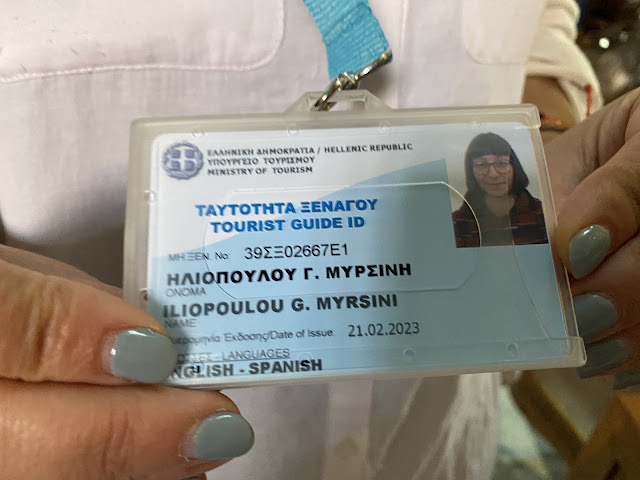 ΕΛΛΗΝΙΚΗ ΔΗΜΟΚΡΑΤΙΑ / HELLENIC REPUBLIC
ΥΠΟΥΡΓΕΙΟ ΤΟΥΡΙΣΜΟΥ
MINISTRY OF TOURISM
ΤΑΥΤΟΤΗΤΑ ΞΕΝΑΓΟΥ
TOURIST GUIDE ID
ΜΗ.ΞΕΝ. No: 39ΣΞ02667Ε1
ΗΛΙΟΠΟΥΛΟΥ Γ. ΜΥΡΣΙΝΗ
ΟΝΟΜΑ
ILIOPOULOU G. MYRSINI
NAME
Έκδοσης/Date of Issue: 21.02.2023
- LANGUAGES
- SPANISH